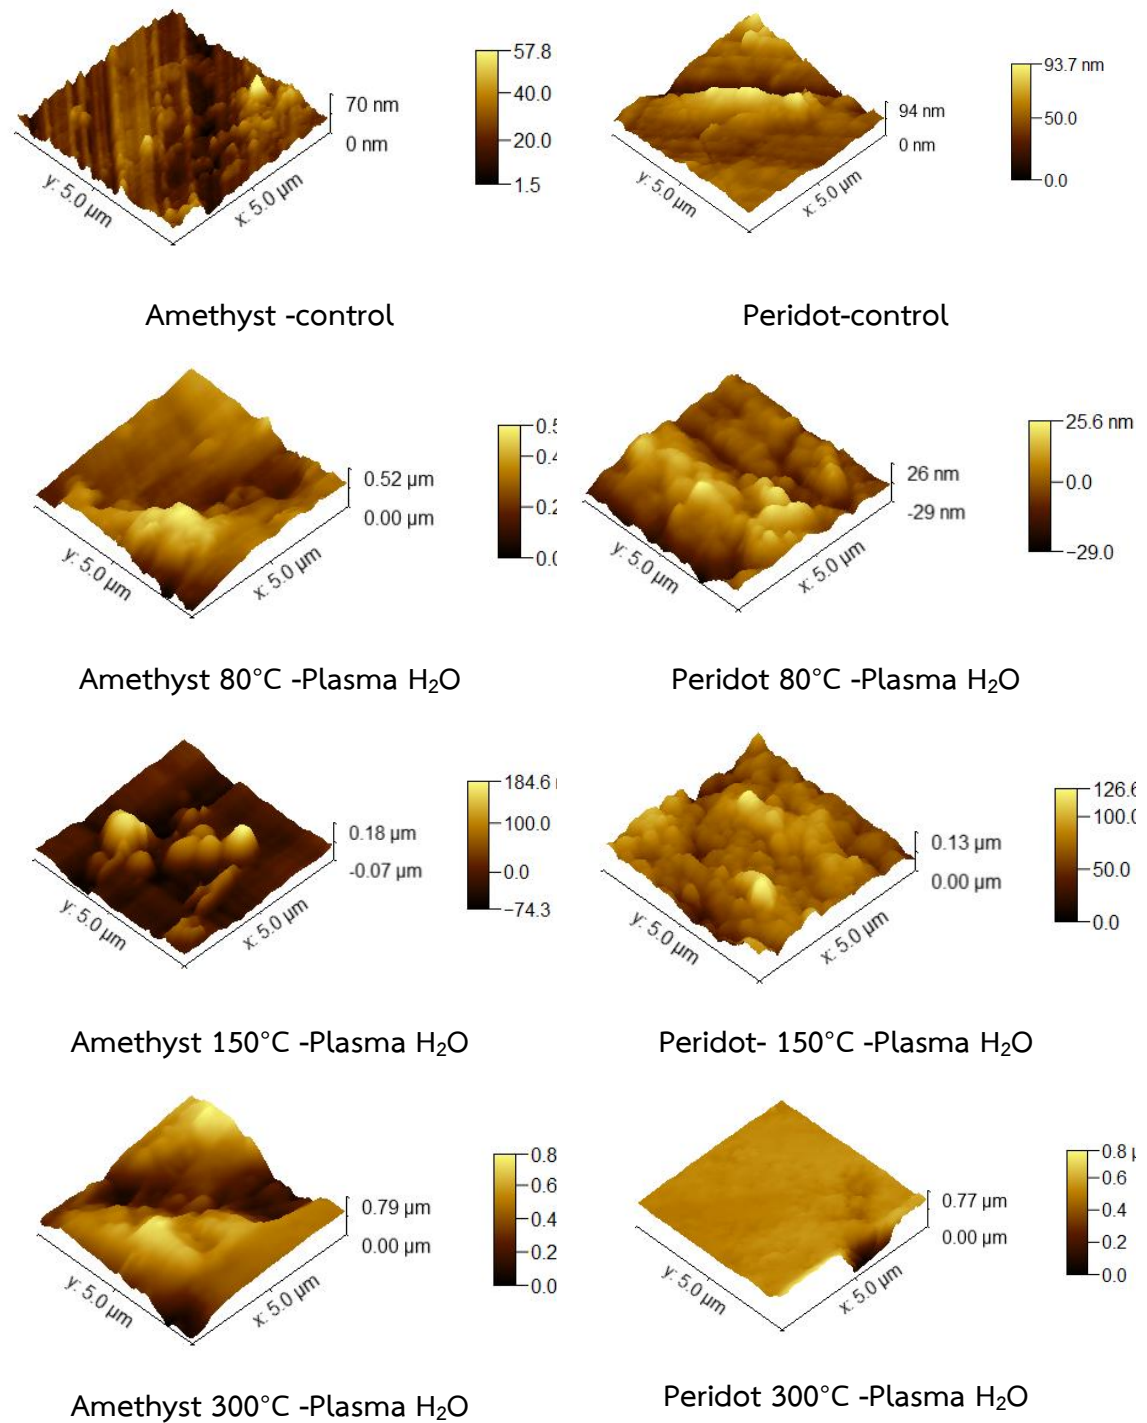 57.8
40.0
20.0
1.5
70 nm
0 nm
y: 5.0 µm
x: 5.0 µm
93.7 nm
50.0
0.0
94 nm
0 nm
y: 5.0 µm
x: 5.0 µm
Amethyst -control
Peridot-control
0.4
0.2
0.52 µm
0.00 µm
y: 5.0 µm
x: 5.0 µm
25.6 nm
0.0
−29.0
26 nm
-29 nm
y: 5.0 µm
x: 5.0 µm
Amethyst 80°C -Plasma H₂O
Peridot 80°C -Plasma H₂O
184.6
100.0
0.0
−74.3
0.18 µm
-0.07 µm
y: 5.0 µm
x: 5.0 µm
126.6
100.0
50.0
0.0
0.13 µm
0.00 µm
y: 5.0 µm
x: 5.0 µm
Amethyst 150°C -Plasma H₂O
Peridot- 150°C -Plasma H₂O
0.8
0.6
0.4
0.2
0.0
0.79 µm
0.00 µm
y: 5.0 µm
x: 5.0 µm
0.8
0.6
0.4
0.2
0.0
0.77 µm
0.00 µm
y: 5.0 µm
x: 5.0 µm
Amethyst 300°C -Plasma H₂O
Peridot 300°C -Plasma H₂O